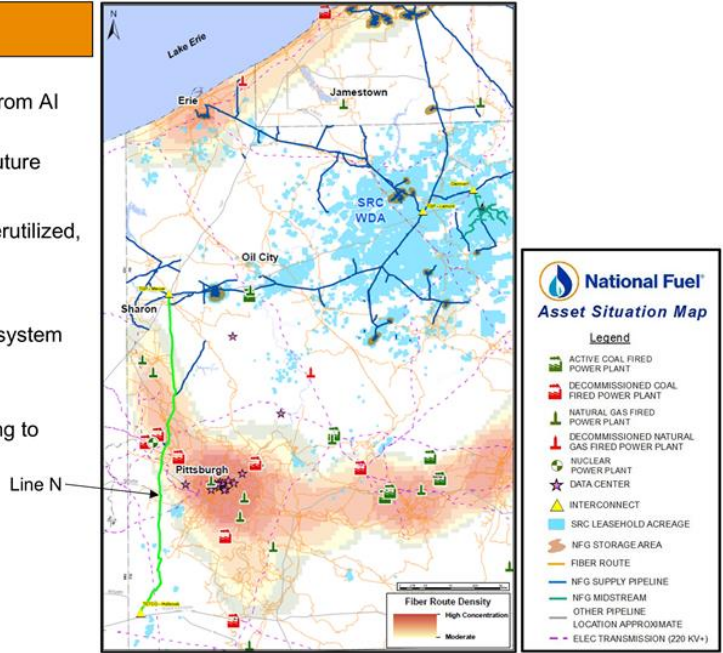 rom AI
uture
erutilized,
system
ng to
Line N
N
Lake Erie
Erie
Jamestown
SRC
WDA
Oil City
Sharon
Pittsburgh
Fiber Route Density
High Concentration
Moderate
National Fuel®
Asset Situation Map
Legend
ACTIVE COAL FIRED
POWER PLANT
DECOMMISSIONED COAL
FIRED POWER PLANT
NATURAL GAS FIRED
POWER PLANT
DECOMMISSIONED NATURAL
GAS FIRED POWER PLANT
NUCLEAR
POWER PLANT
DATA CENTER
INTERCONNECT
SRC LEASEHOLD ACREAGE
NFG STORAGE AREA
FIBER ROUTE
NFG SUPPLY PIPELINE
NFG MIDSTREAM
OTHER PIPELINE
LOCATION APPROXIMATE
ELEC TRANSMISSION (220 KV+)